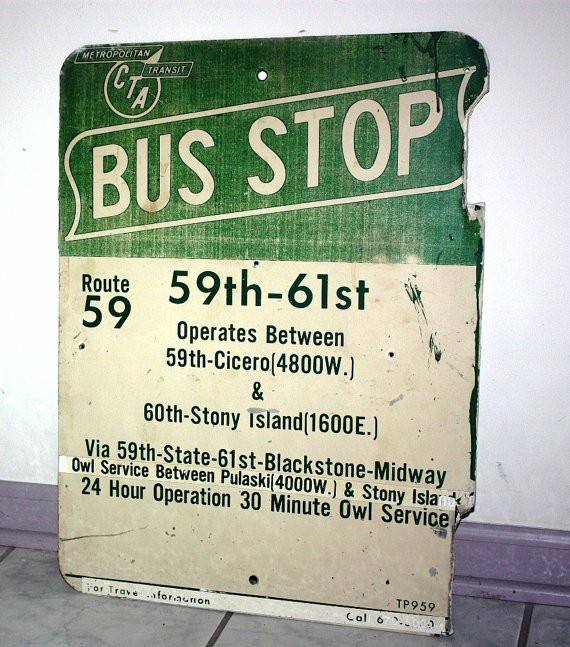 METROPOLITAN
TRANSIT
CTA
BUS STOP
Route
59
59th-61st
Operates Between
59th-Cicero(4800W.)
&
60th-Stony Island(1600E.)
Via 59th-State-61st-Blackstone-Midway
Owl Service Between Pulaski(4000W.) & Stony Island
24 Hour Operation 30 Minute Owl Service
For Travel Information
TP959
Cal